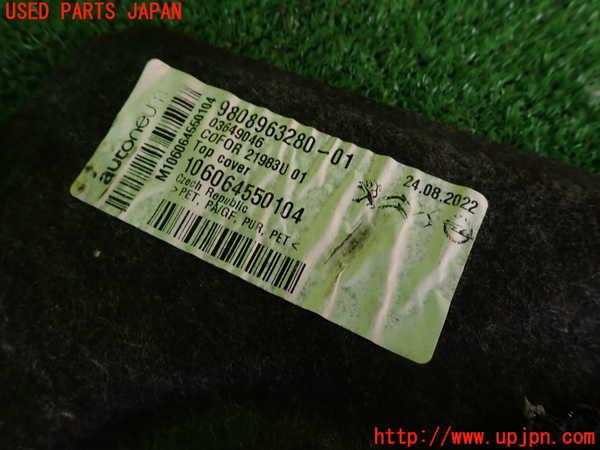 USED PARTS JAPAN
autoneum
M106064550104
98D8963280-01
03649046
COFOR 21983U 01
Top cover
106064550104
Czech Republic
>PET, PA/GF, PUR, PET<
24.08.2022
http://www.upjpn.com/